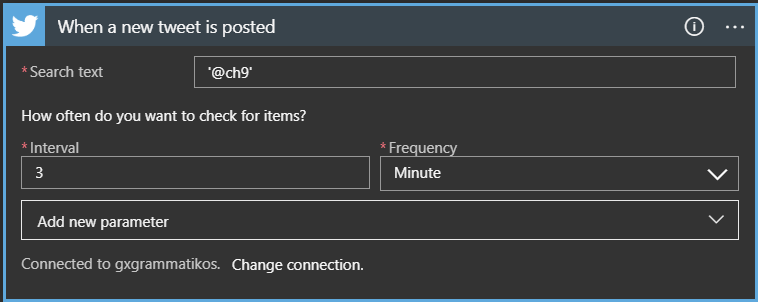 When a new tweet is posted
* Search text
'@ch9'
How often do you want to check for items?
* Interval
* Frequency
3
Minute
Add new parameter
Connected to gxgrammatikos. Change connection.